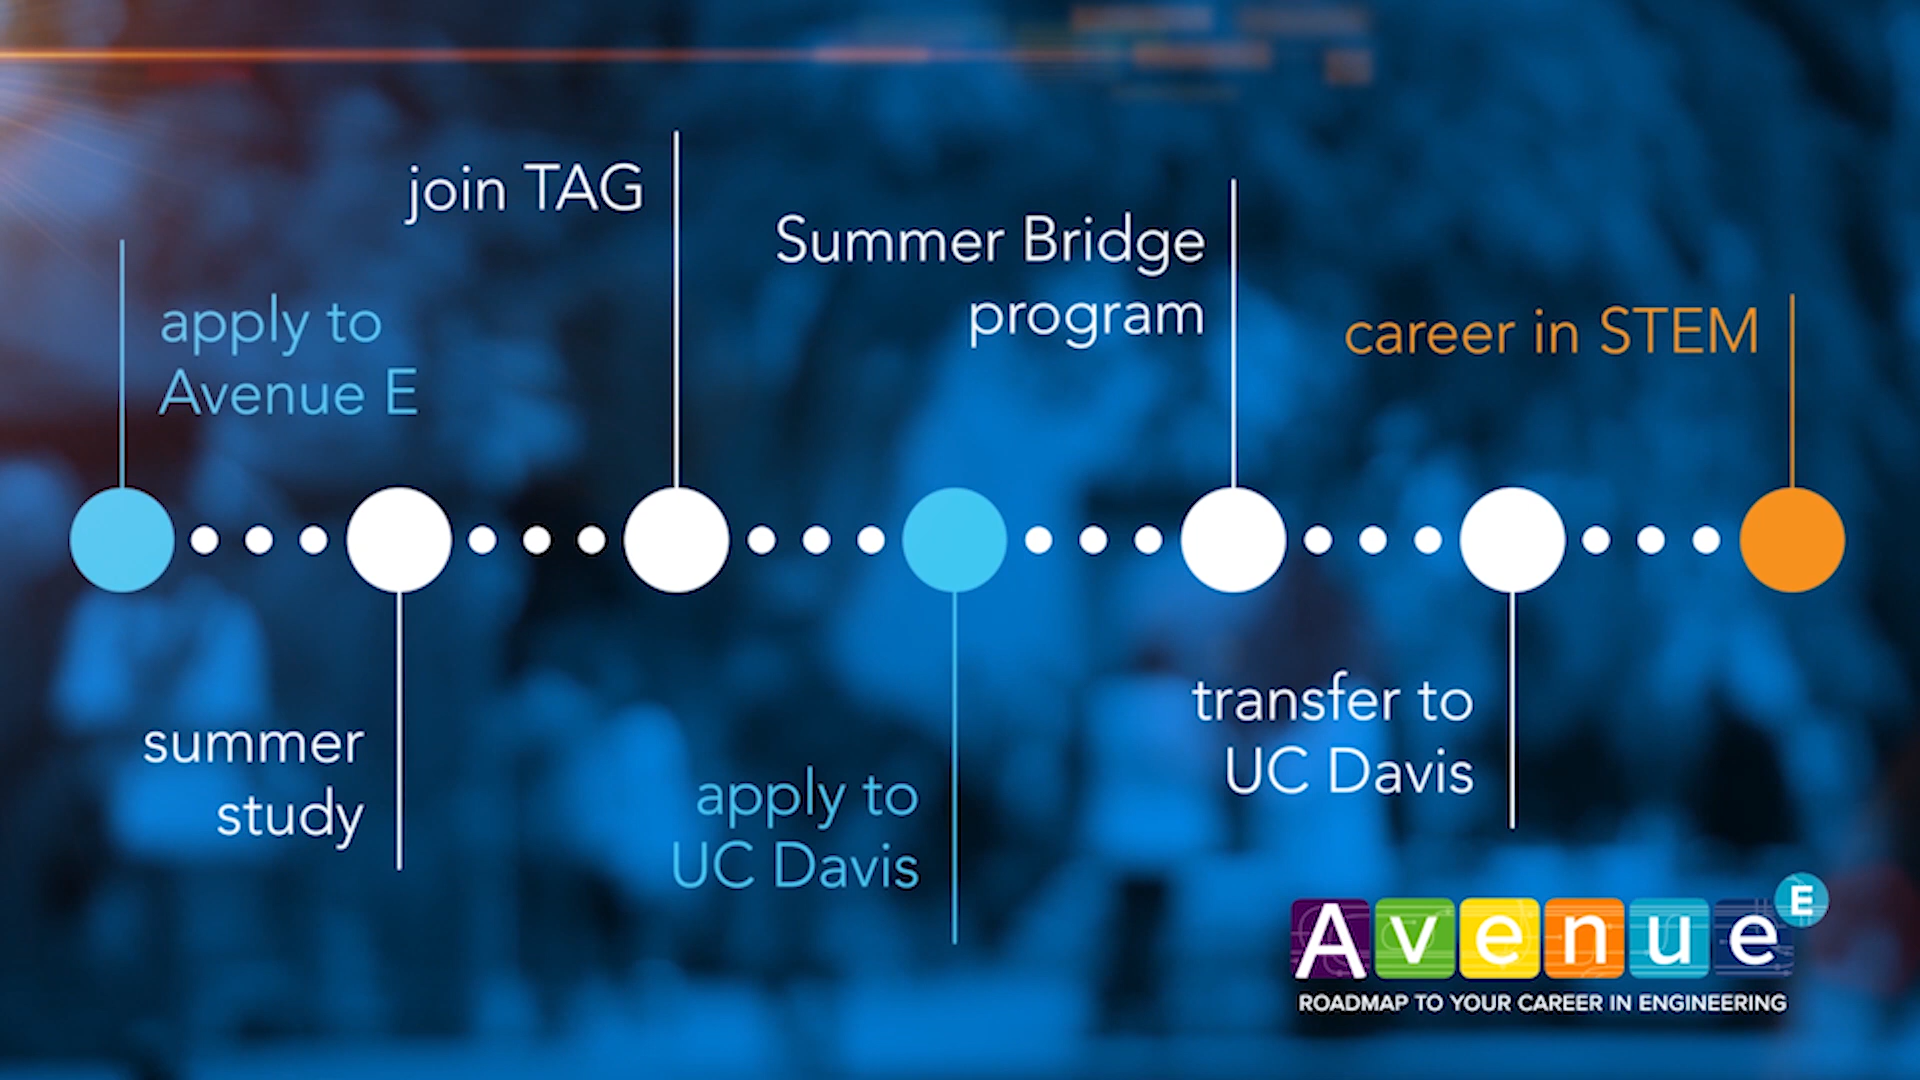 apply to
Avenue E
summer
study
join TAG
apply to
UC Davis
Summer Bridge
program
transfer to
UC Davis
career in STEM
Avenue E
ROADMAP TO YOUR CAREER IN ENGINEERING